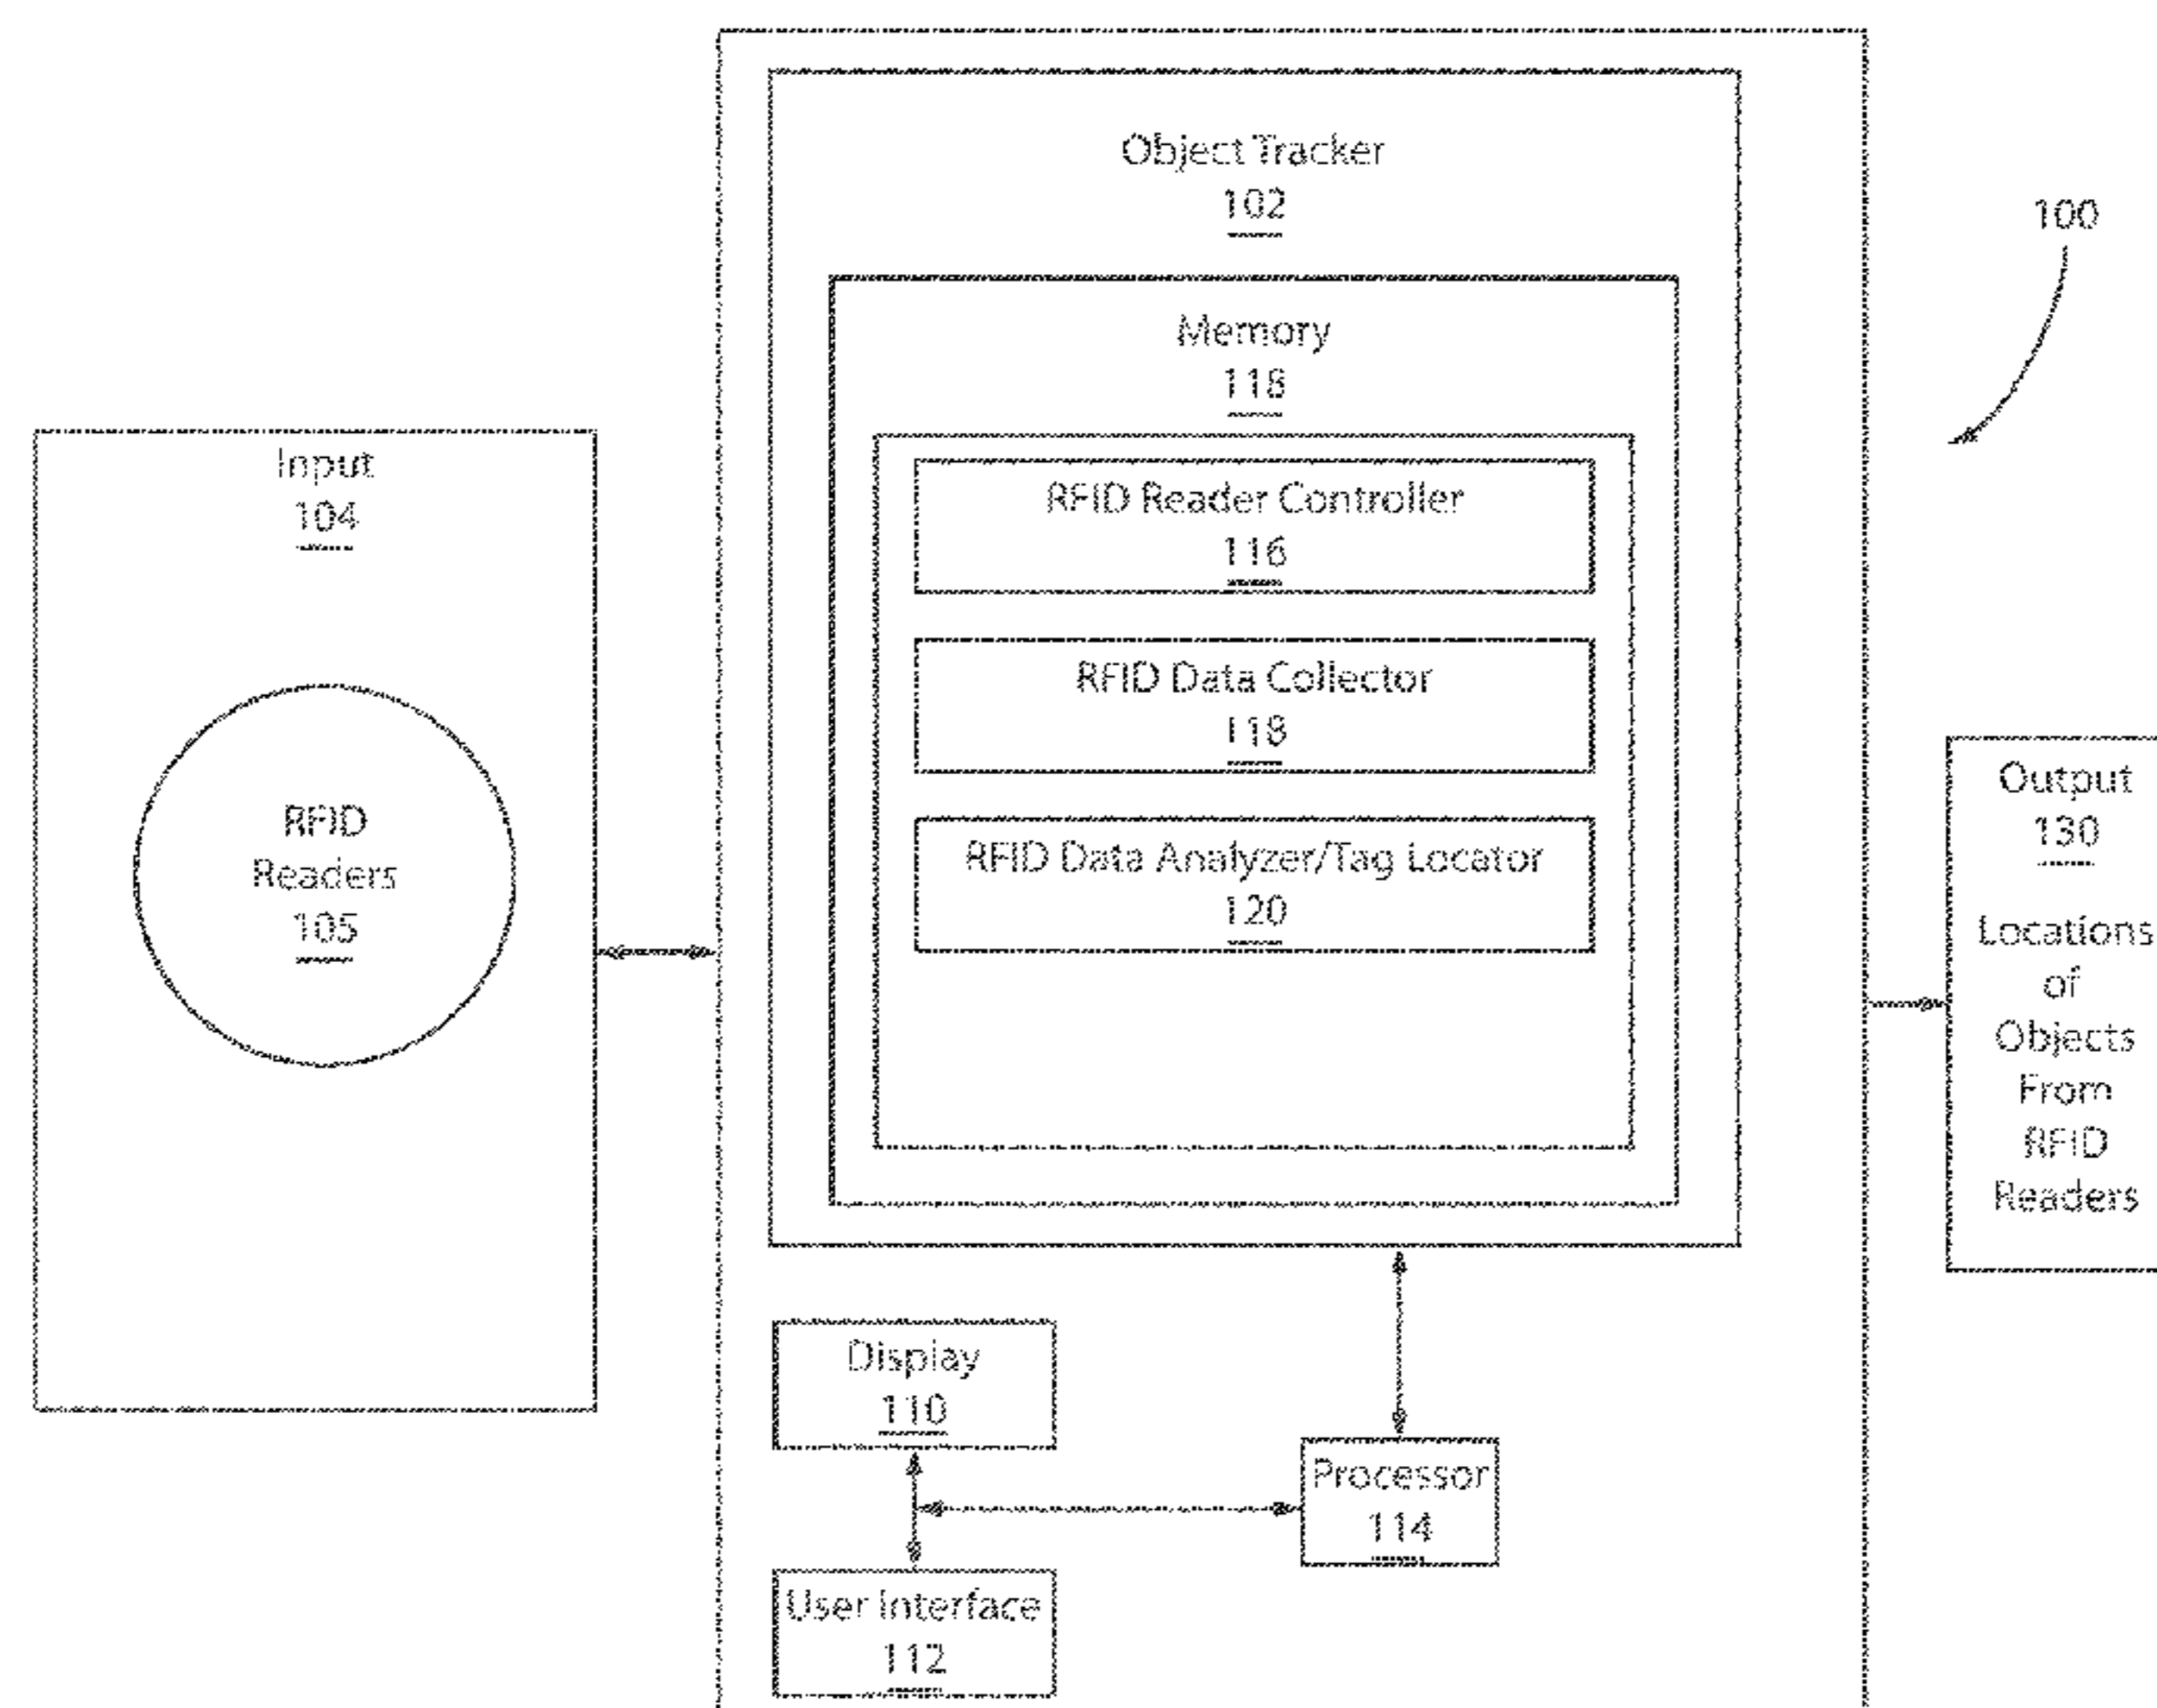 Object Tracker
102
100
Memory
118
Input
104
RFID Reader Controller
116
RFID Data Collector
118
RFID Data Analyzer/Tag Locator
120
RFID
Readers
105
Output
130
Locations
of
Objects
From
RFID
Readers
Display
110
Processor
114
User Interface
112